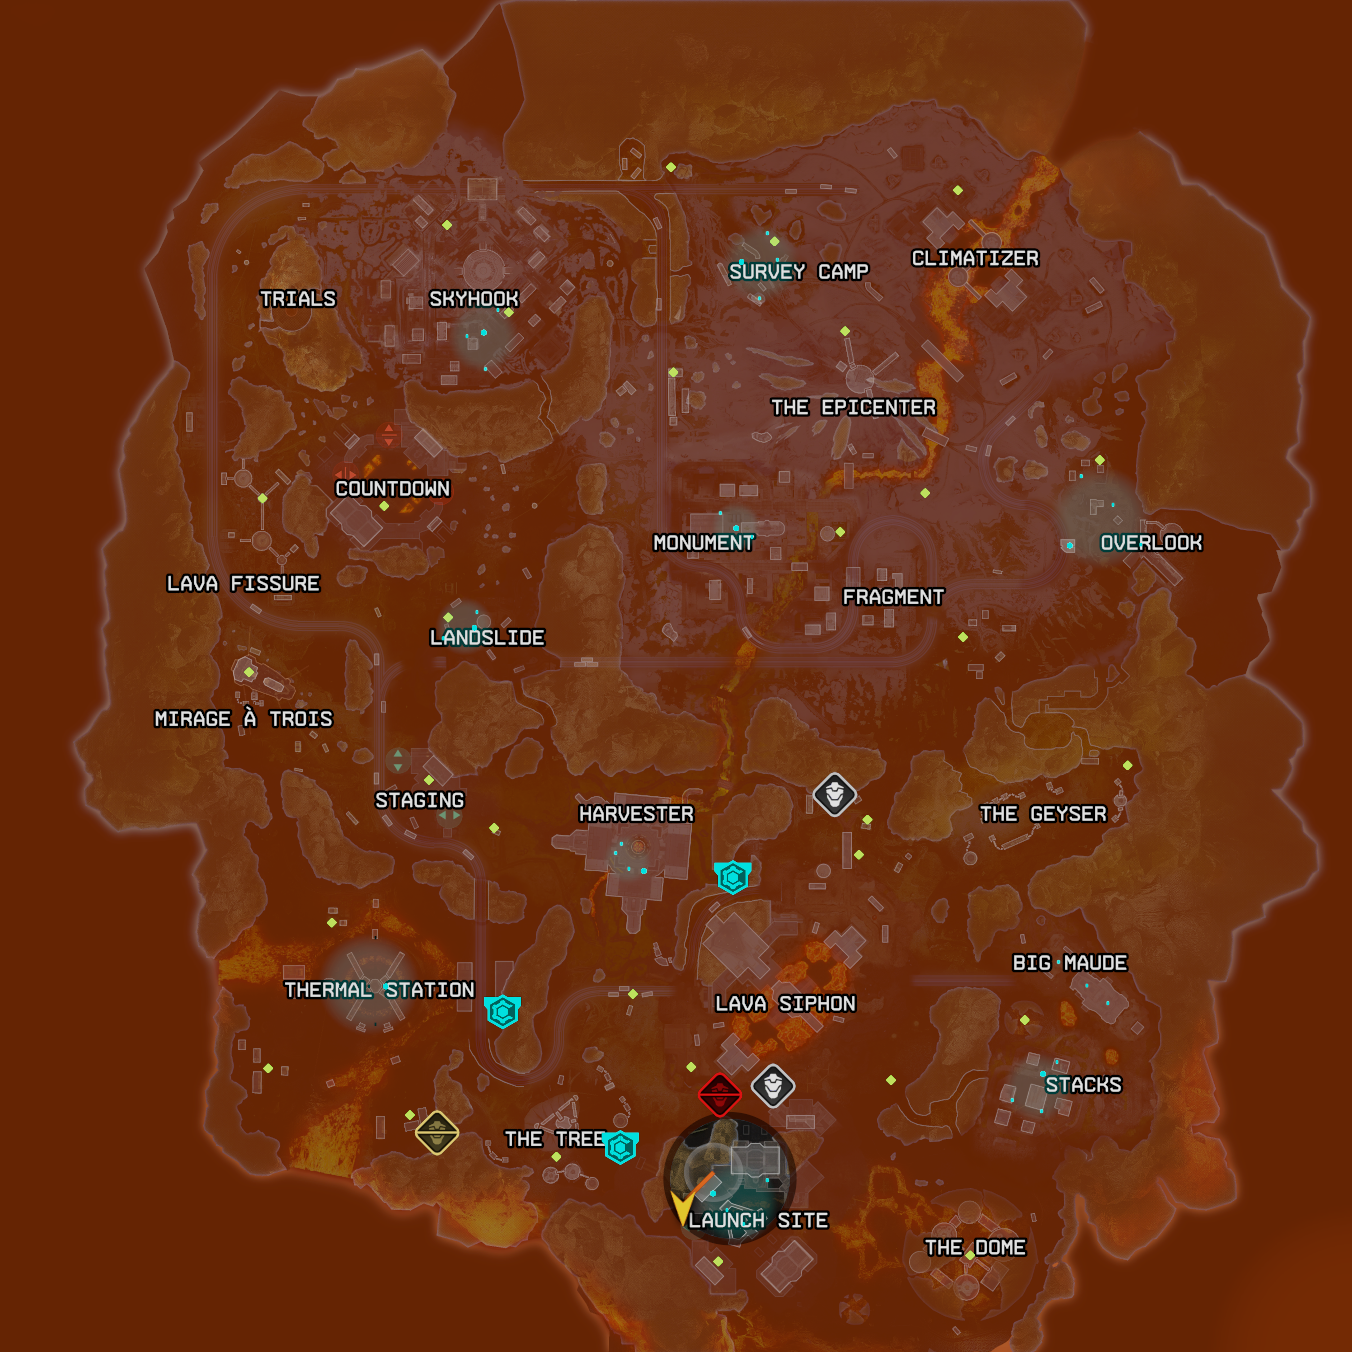 CLIMATIZER
SURVEY CAMP
TRIALS
SKYHOOK
THE EPICENTER
COUNTDOWN
MONUMENT
OVERLOOK
LAVA FISSURE
FRAGMENT
LANDSLIDE
MIRAGE À TROIS
STAGING
HARVESTER
THE GEYSER
BIG MAUDE
THERMAL STATION
LAVA SIPHON
STACKS
THE TREE
LAUNCH SITE
THE DOME